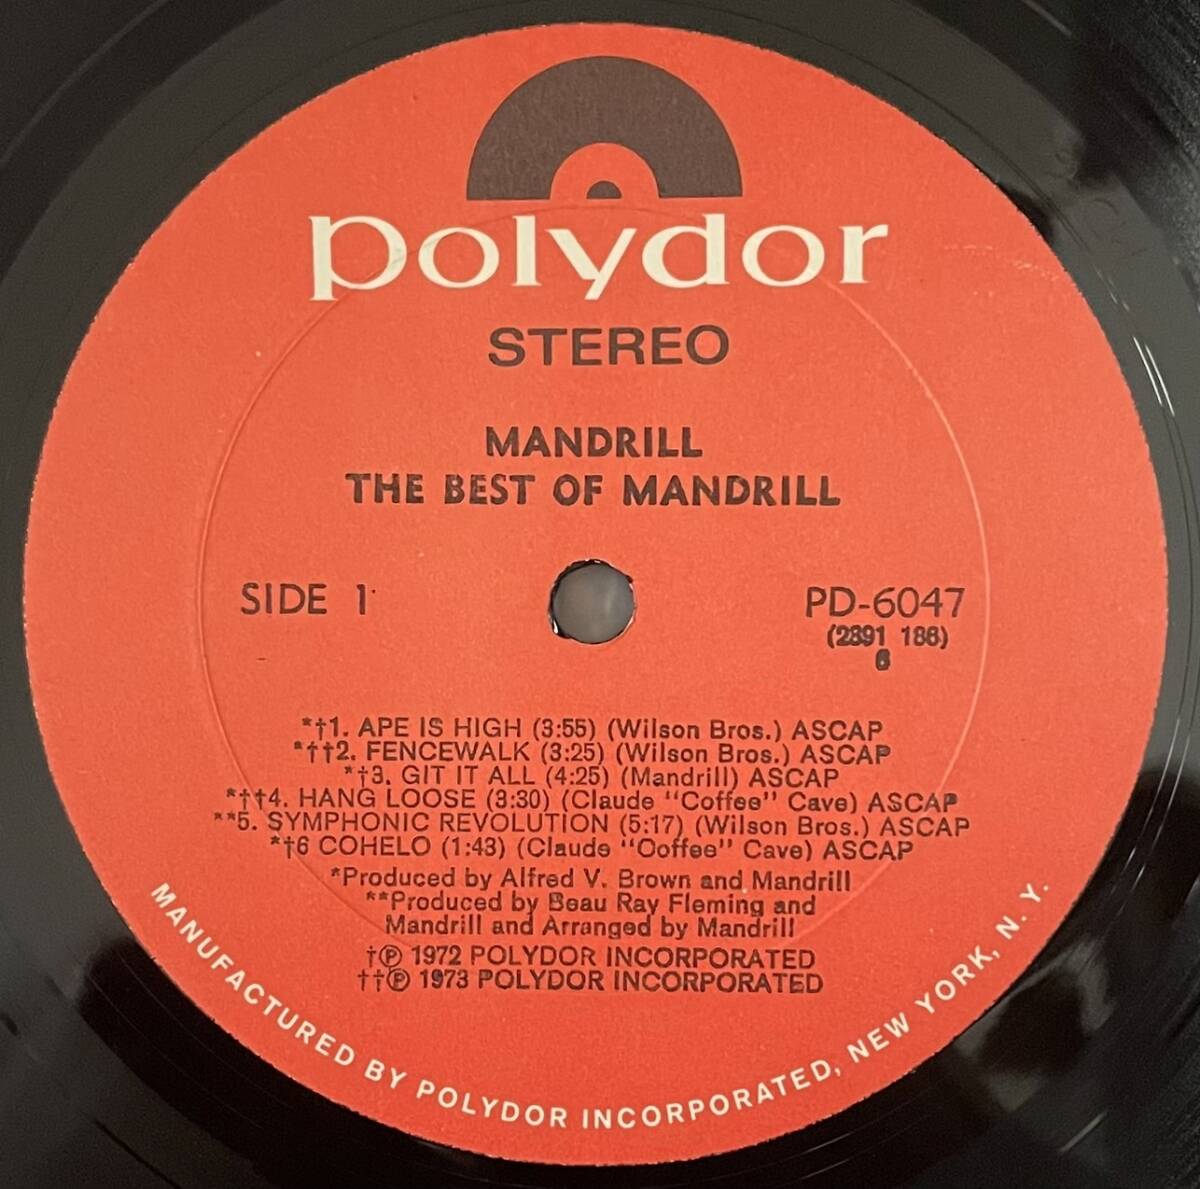 polydor
STEREO
MANDRILL
THE BEST OF MANDRILL
SIDE 1
PD-6047
(2391 188)
6
*†1. APE IS HIGH (3:55) (Wilson Bros.) ASCAP
*††2. FENCEWALK (3:25) (Wilson Bros.) ASCAP
*†3. GIT IT ALL (4:25) (Mandrill) ASCAP
*††4. HANG LOOSE (3:30) (Claude "Coffee" Cave) ASCAP
**5. SYMPHONIC REVOLUTION (5:17) (Wilson Bros.) ASCAP
*†6 COHELO (1:43) (Claude "Coffee" Cave) ASCAP
*Produced by Alfred V. Brown and Mandrill
**Produced by Beau Ray Fleming and
Mandrill and Arranged by Mandrill
†℗ 1972 POLYDOR INCORPORATED
††℗ 1973 POLYDOR INCORPORATED
MANUFACTURED BY POLYDOR INCORPORATED, NEW YORK, N. Y.